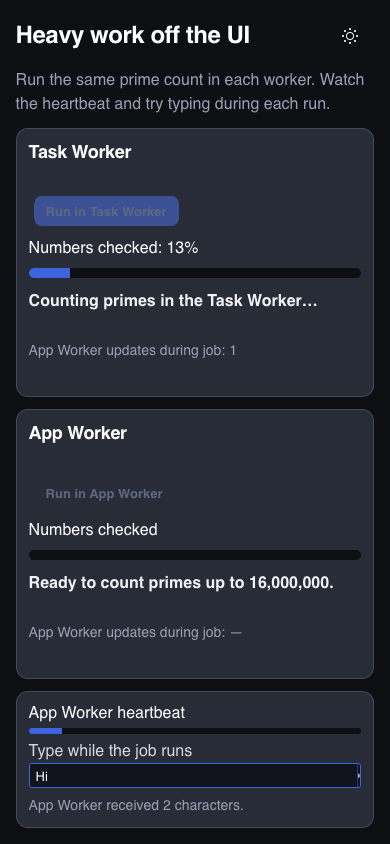 Heavy work off the UI
Run the same prime count in each worker. Watch
the heartbeat and try typing during each run.
Task Worker
Run in Task Worker
Numbers checked: 13%
Counting primes in the Task Worker…
App Worker updates during job: 1
App Worker
Run in App Worker
Numbers checked
Ready to count primes up to 16,000,000.
App Worker updates during job: —
App Worker heartbeat
Type while the job runs
Hi
App Worker received 2 characters.